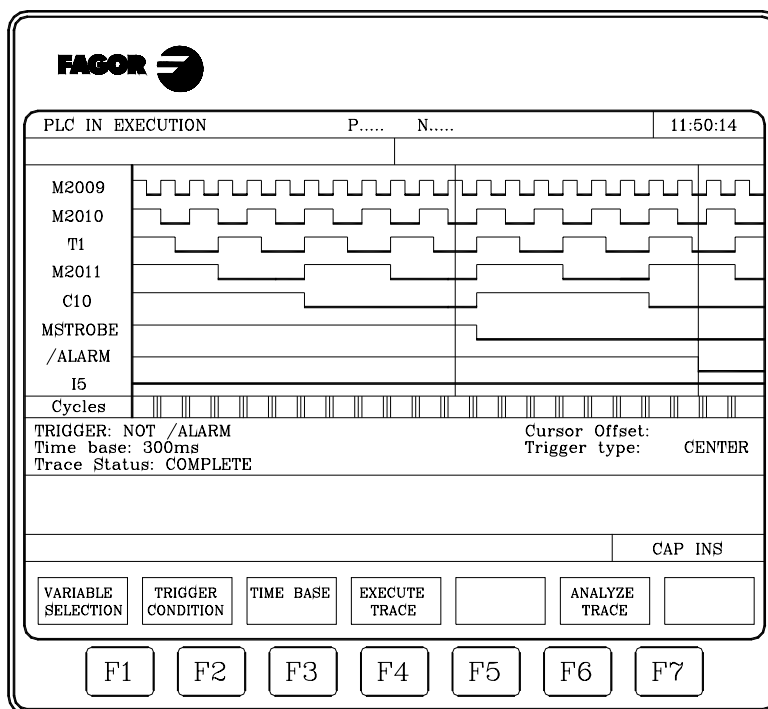 FAGOR
PLC IN EXECUTION P..... N..... 11:50:14
M2009
M2010
T1
M2011
C10
MSTROBE
/ALARM
I5
Cycles
TRIGGER: NOT /ALARM Cursor Offset:
Time base: 300ms Trigger type: CENTER
Trace Status: COMPLETE
CAP INS
VARIABLE SELECTION
TRIGGER CONDITION
TIME BASE
EXECUTE TRACE
ANALYZE TRACE
F1 F2 F3 F4 F5 F6 F7